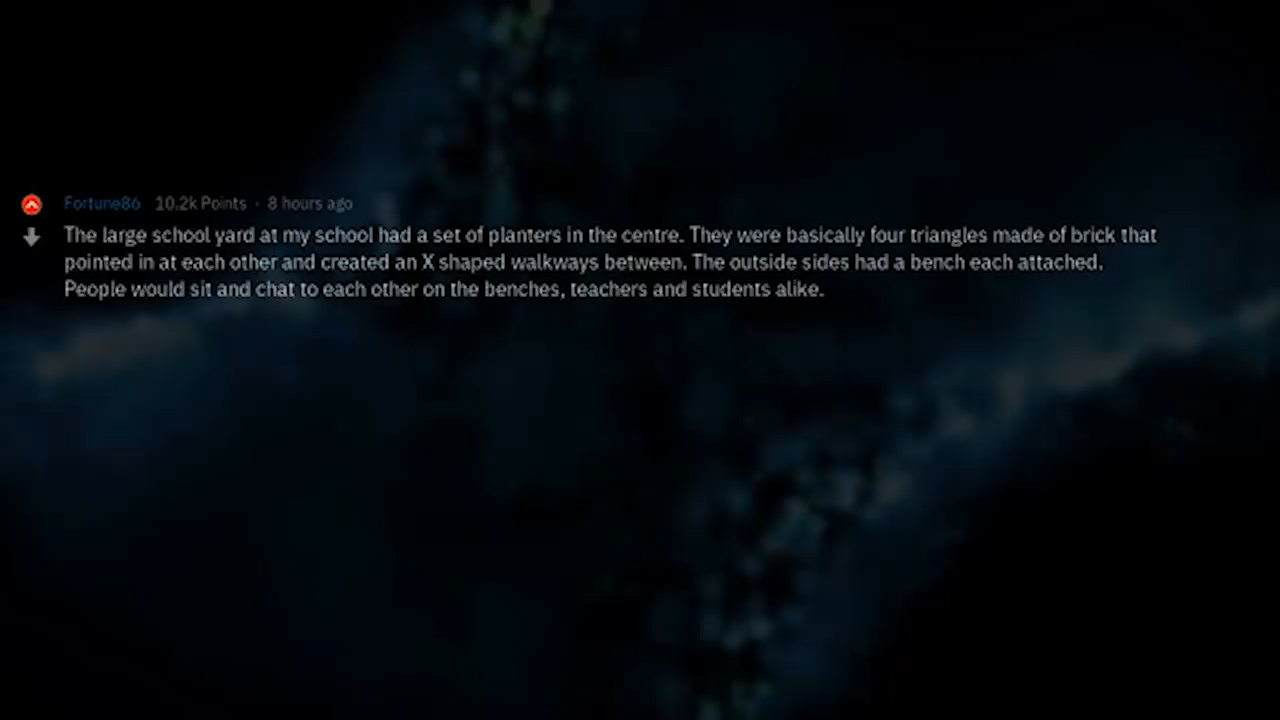 Fortune86 10.2k Points · 8 hours ago
The large school yard at my school had a set of planters in the centre. They were basically four triangles made of brick that
pointed in at each other and created an X shaped walkways between. The outside sides had a bench each attached.
People would sit and chat to each other on the benches, teachers and students alike.